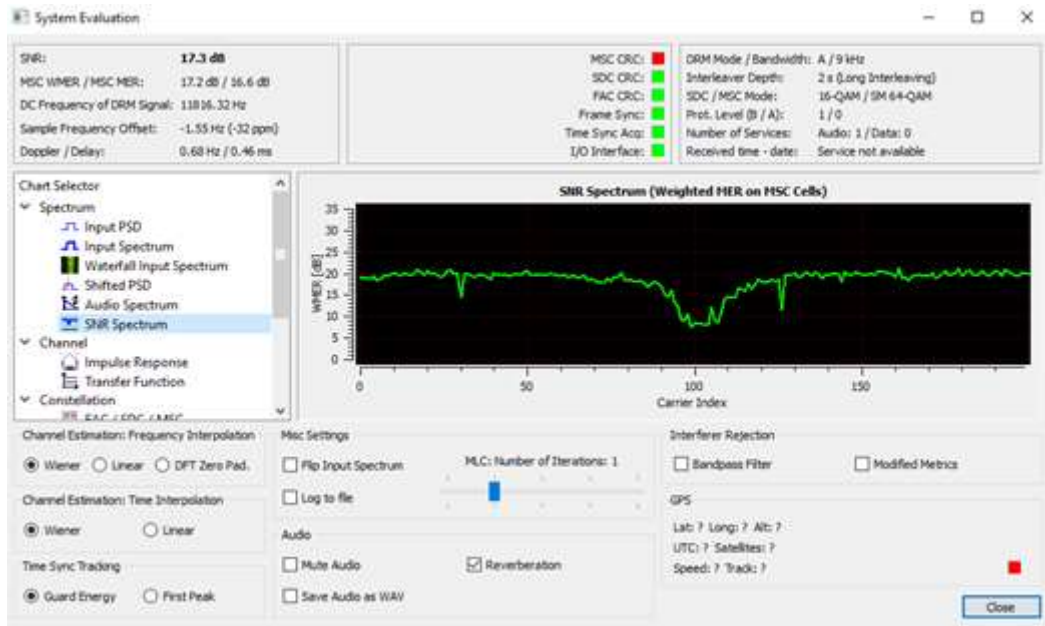 System Evaluation
SNR: 17.3 dB
MSC WMER / MSC MER: 17.2 dB / 16.6 dB
DC Frequency of DRM Signal: 11816.32 Hz
Sample Frequency Offset: -1.55 Hz (-32 ppm)
Doppler / Delay: 0.68 Hz / 0.46 ms
MSC CRC:
SDC CRC:
FAC CRC:
Frame Sync:
Time Sync Acq:
I/O Interface:
DRM Mode / Bandwidth: A / 9 kHz
Interleaver Depth: 2 s (Long Interleaving)
SDC / MSC Mode: 16-QAM / SM 64-QAM
Prot. Level (B / A): 1 / 0
Number of Services: Audio: 1 / Data: 0
Received time - date: Service not available
Chart Selector
Spectrum
Input PSD
Input Spectrum
Waterfall Input Spectrum
Shifted PSD
Audio Spectrum
SNR Spectrum
Channel
Impulse Response
Transfer Function
Constellation
FAC / SDC / MSC
SNR Spectrum (Weighted MER on MSC Cells)
WMER [dB]
35
30
25
20
15
10
5
0
0 50 100 150
Carrier Index
Channel Estimation: Frequency Interpolation
Wiener Linear DFT Zero Pad.
Channel Estimation: Time Interpolation
Wiener Linear
Time Sync Tracking
Guard Energy First Peak
Misc Settings
Flip Input Spectrum MLC: Number of Iterations: 1
Log to file
Audio
Mute Audio Reverberation
Save Audio as WAV
Interferer Rejection
Bandpass Filter Modified Metrics
GPS
Lat: ? Long: ? Alt: ?
UTC: ? Satellites: ?
Speed: ? Track: ?
Close